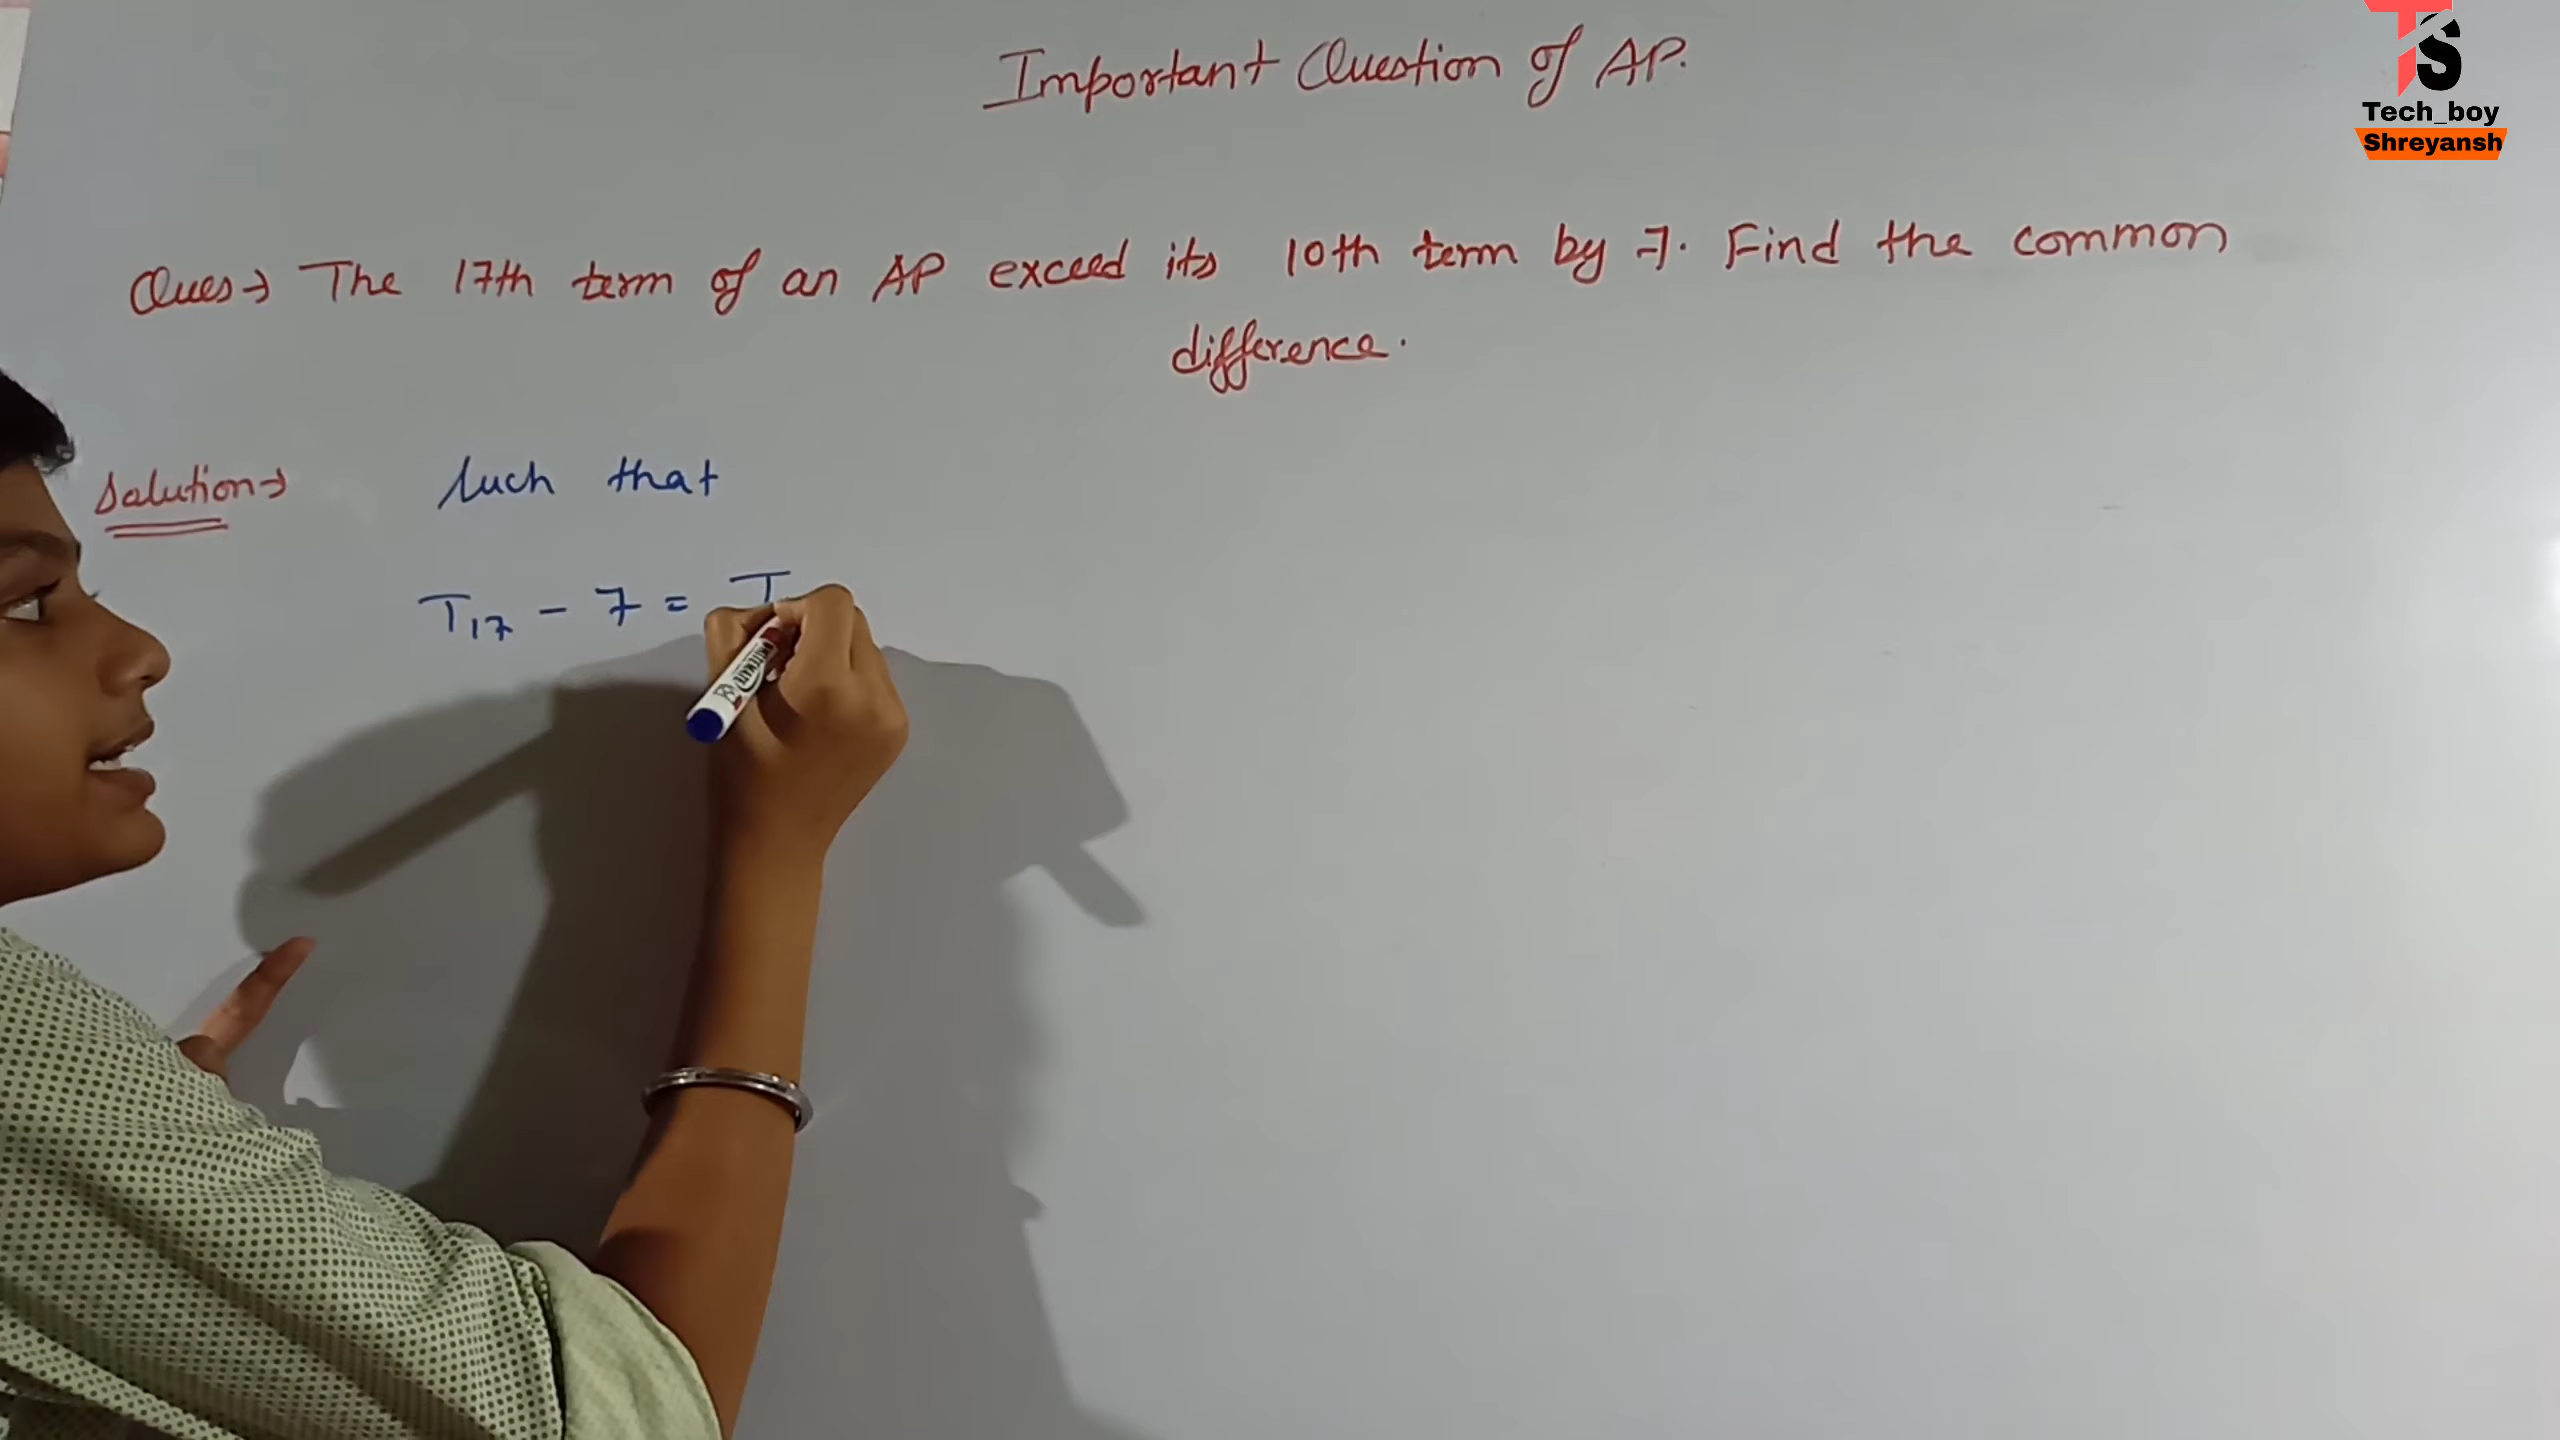 Important Question of AP.
Ques→ The 17th term of an AP exceed its 10th term by 7. Find the common
difference.
Solution→ such that
T17 - 7 = T
TS
Tech_boy
Shreyansh